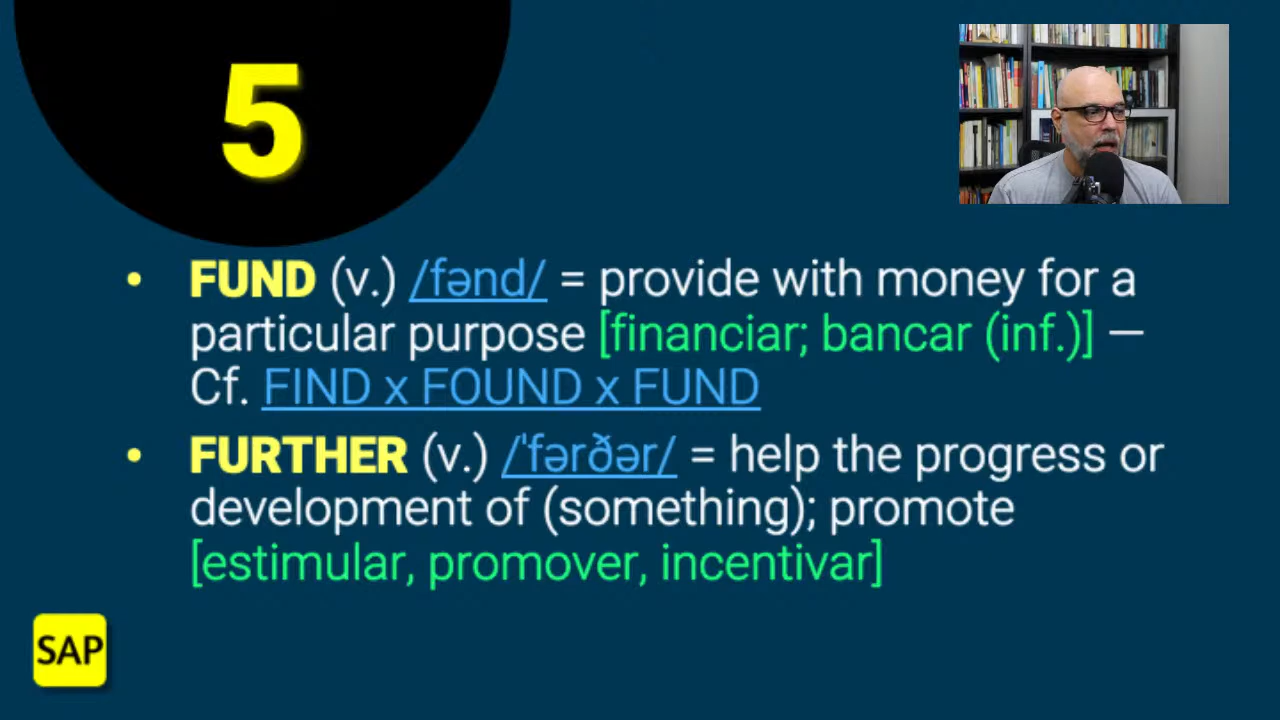 5
• FUND (v.) /fənd/ = provide with money for a
particular purpose [financiar; bancar (inf.)] —
Cf. FIND x FOUND x FUND
• FURTHER (v.) /ˈfərðər/ = help the progress or
development of (something); promote
[estimular, promover, incentivar]
SAP